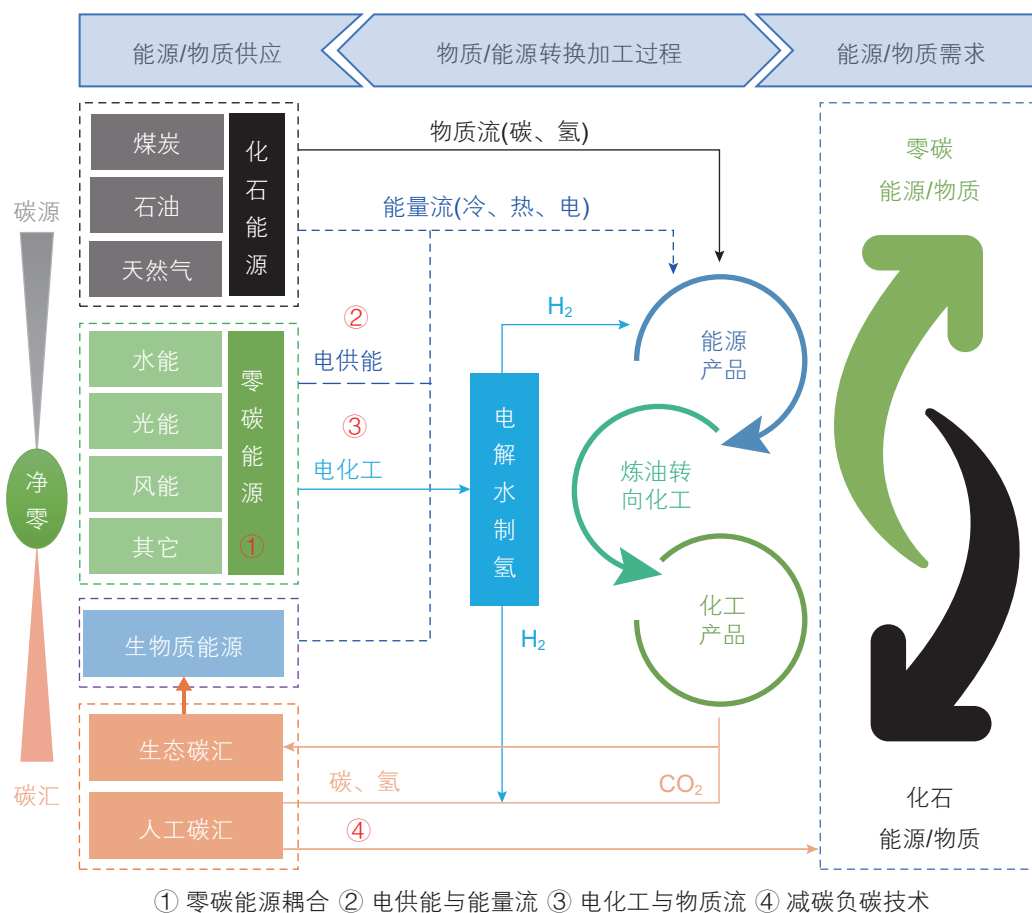 能源/物质供应
物质/能源转换加工过程
能源/物质需求
煤炭
石油
天然气
化石能源
物质流(碳、氢)
能量流(冷、热、电)
零碳
能源/物质
碳源
净零
碳汇
水能
光能
风能
其它
零碳能源
①
②
电供能
③
电化工
H₂
电解水制氢
H₂
能源
产品
炼油转
向化工
化工
产品
生物质能源
生态碳汇
人工碳汇
碳、氢
CO₂
④
化石
能源/物质
① 零碳能源耦合 ② 电供能与能量流 ③ 电化工与物质流 ④ 减碳负碳技术